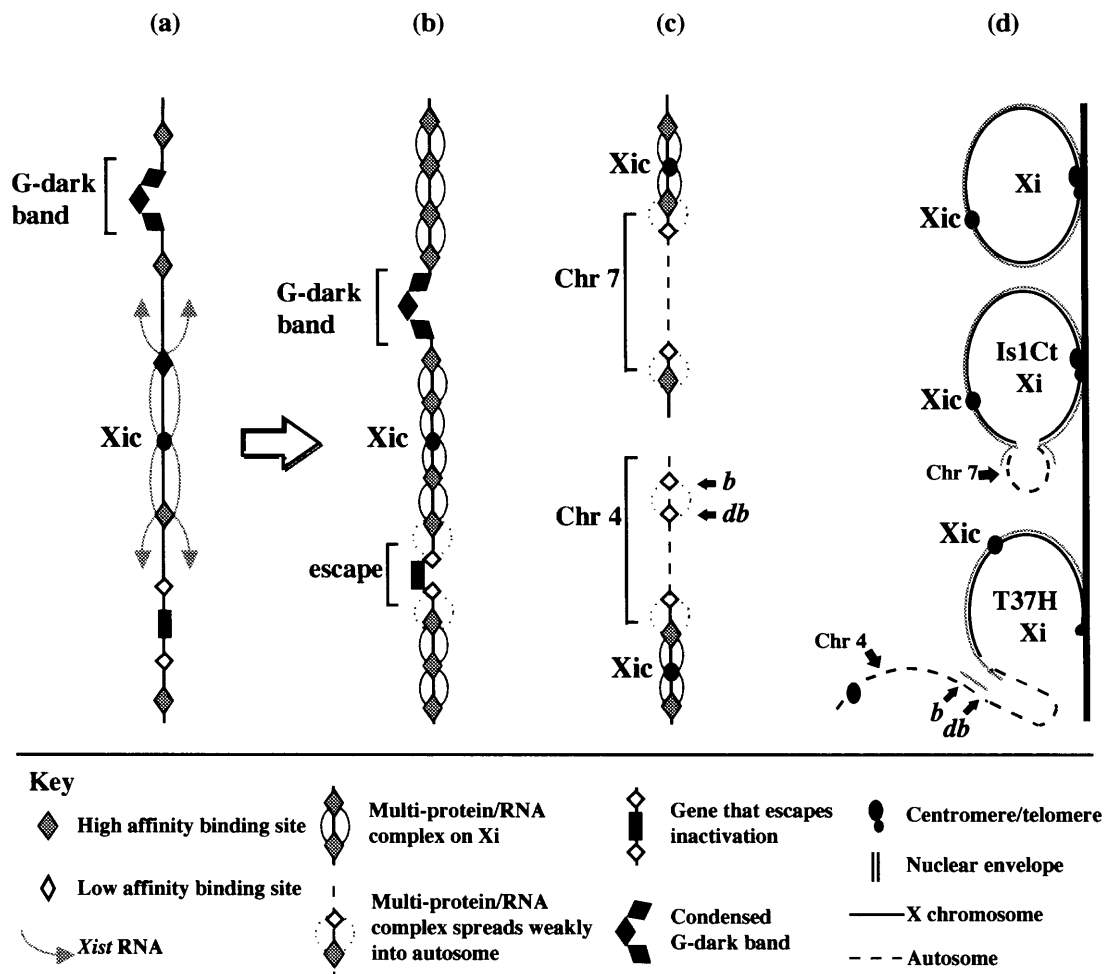 (a)
(b)
(c)
(d)
G-dark
band
Xic
G-dark
band
Xic
escape
Xic
Chr 7
Chr 4
b
db
Xic
Xi
Xic
Is1Ct
Xi
Xic
Chr 7
Xic
T37H
Xi
Chr 4
b
db
Key
High affinity binding site
Low affinity binding site
Xist RNA
Multi-protein/RNA
complex on Xi
Multi-protein/RNA
complex spreads weakly
into autosome
Gene that escapes
inactivation
Condensed
G-dark band
Centromere/telomere
Nuclear envelope
X chromosome
Autosome